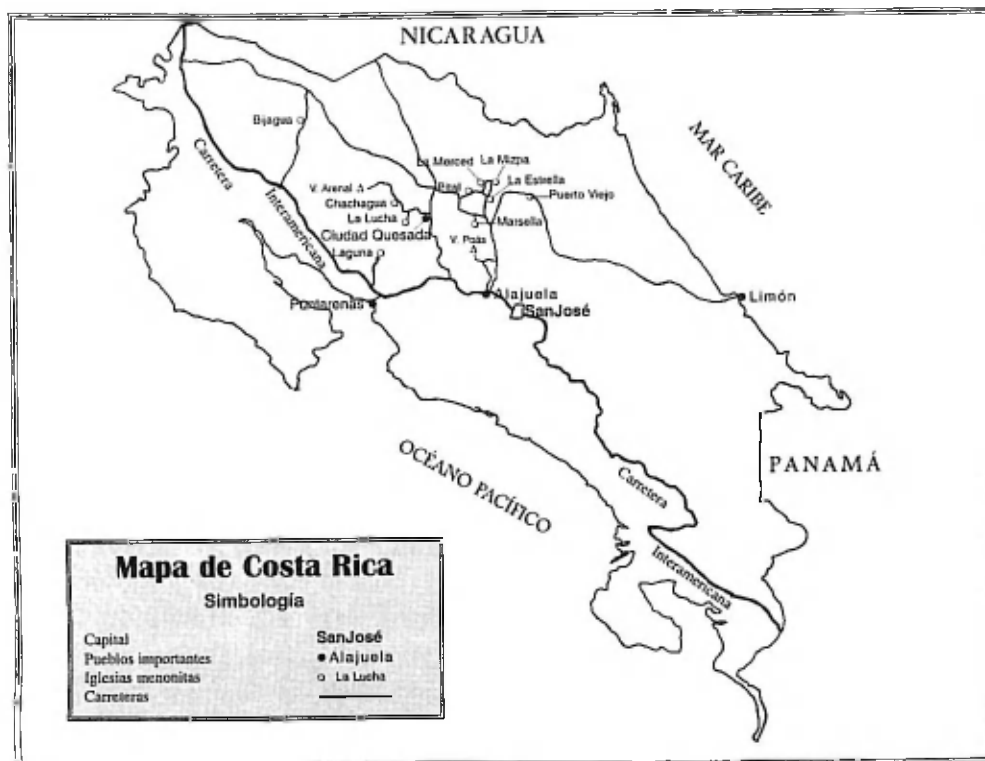 NICARAGUA
MAR CARIBE
Bijagua
La Merced
La Mizpa
Pital
La Estrella
Puerto Viejo
V. Arenal
Chachagua
La Lucha
Marsella
Ciudad Quesada
V. Poás
Laguna
Carretera
Interamericana
Puntarenas
Alajuela
SanJosé
Limón
OCÉANO PACÍFICO
PANAMÁ
Carretera
Interamericana
Mapa de Costa Rica
Simbología
Capital SanJosé
Pueblos importantes Alajuela
Iglesias menonitas La Lucha
Carreteras